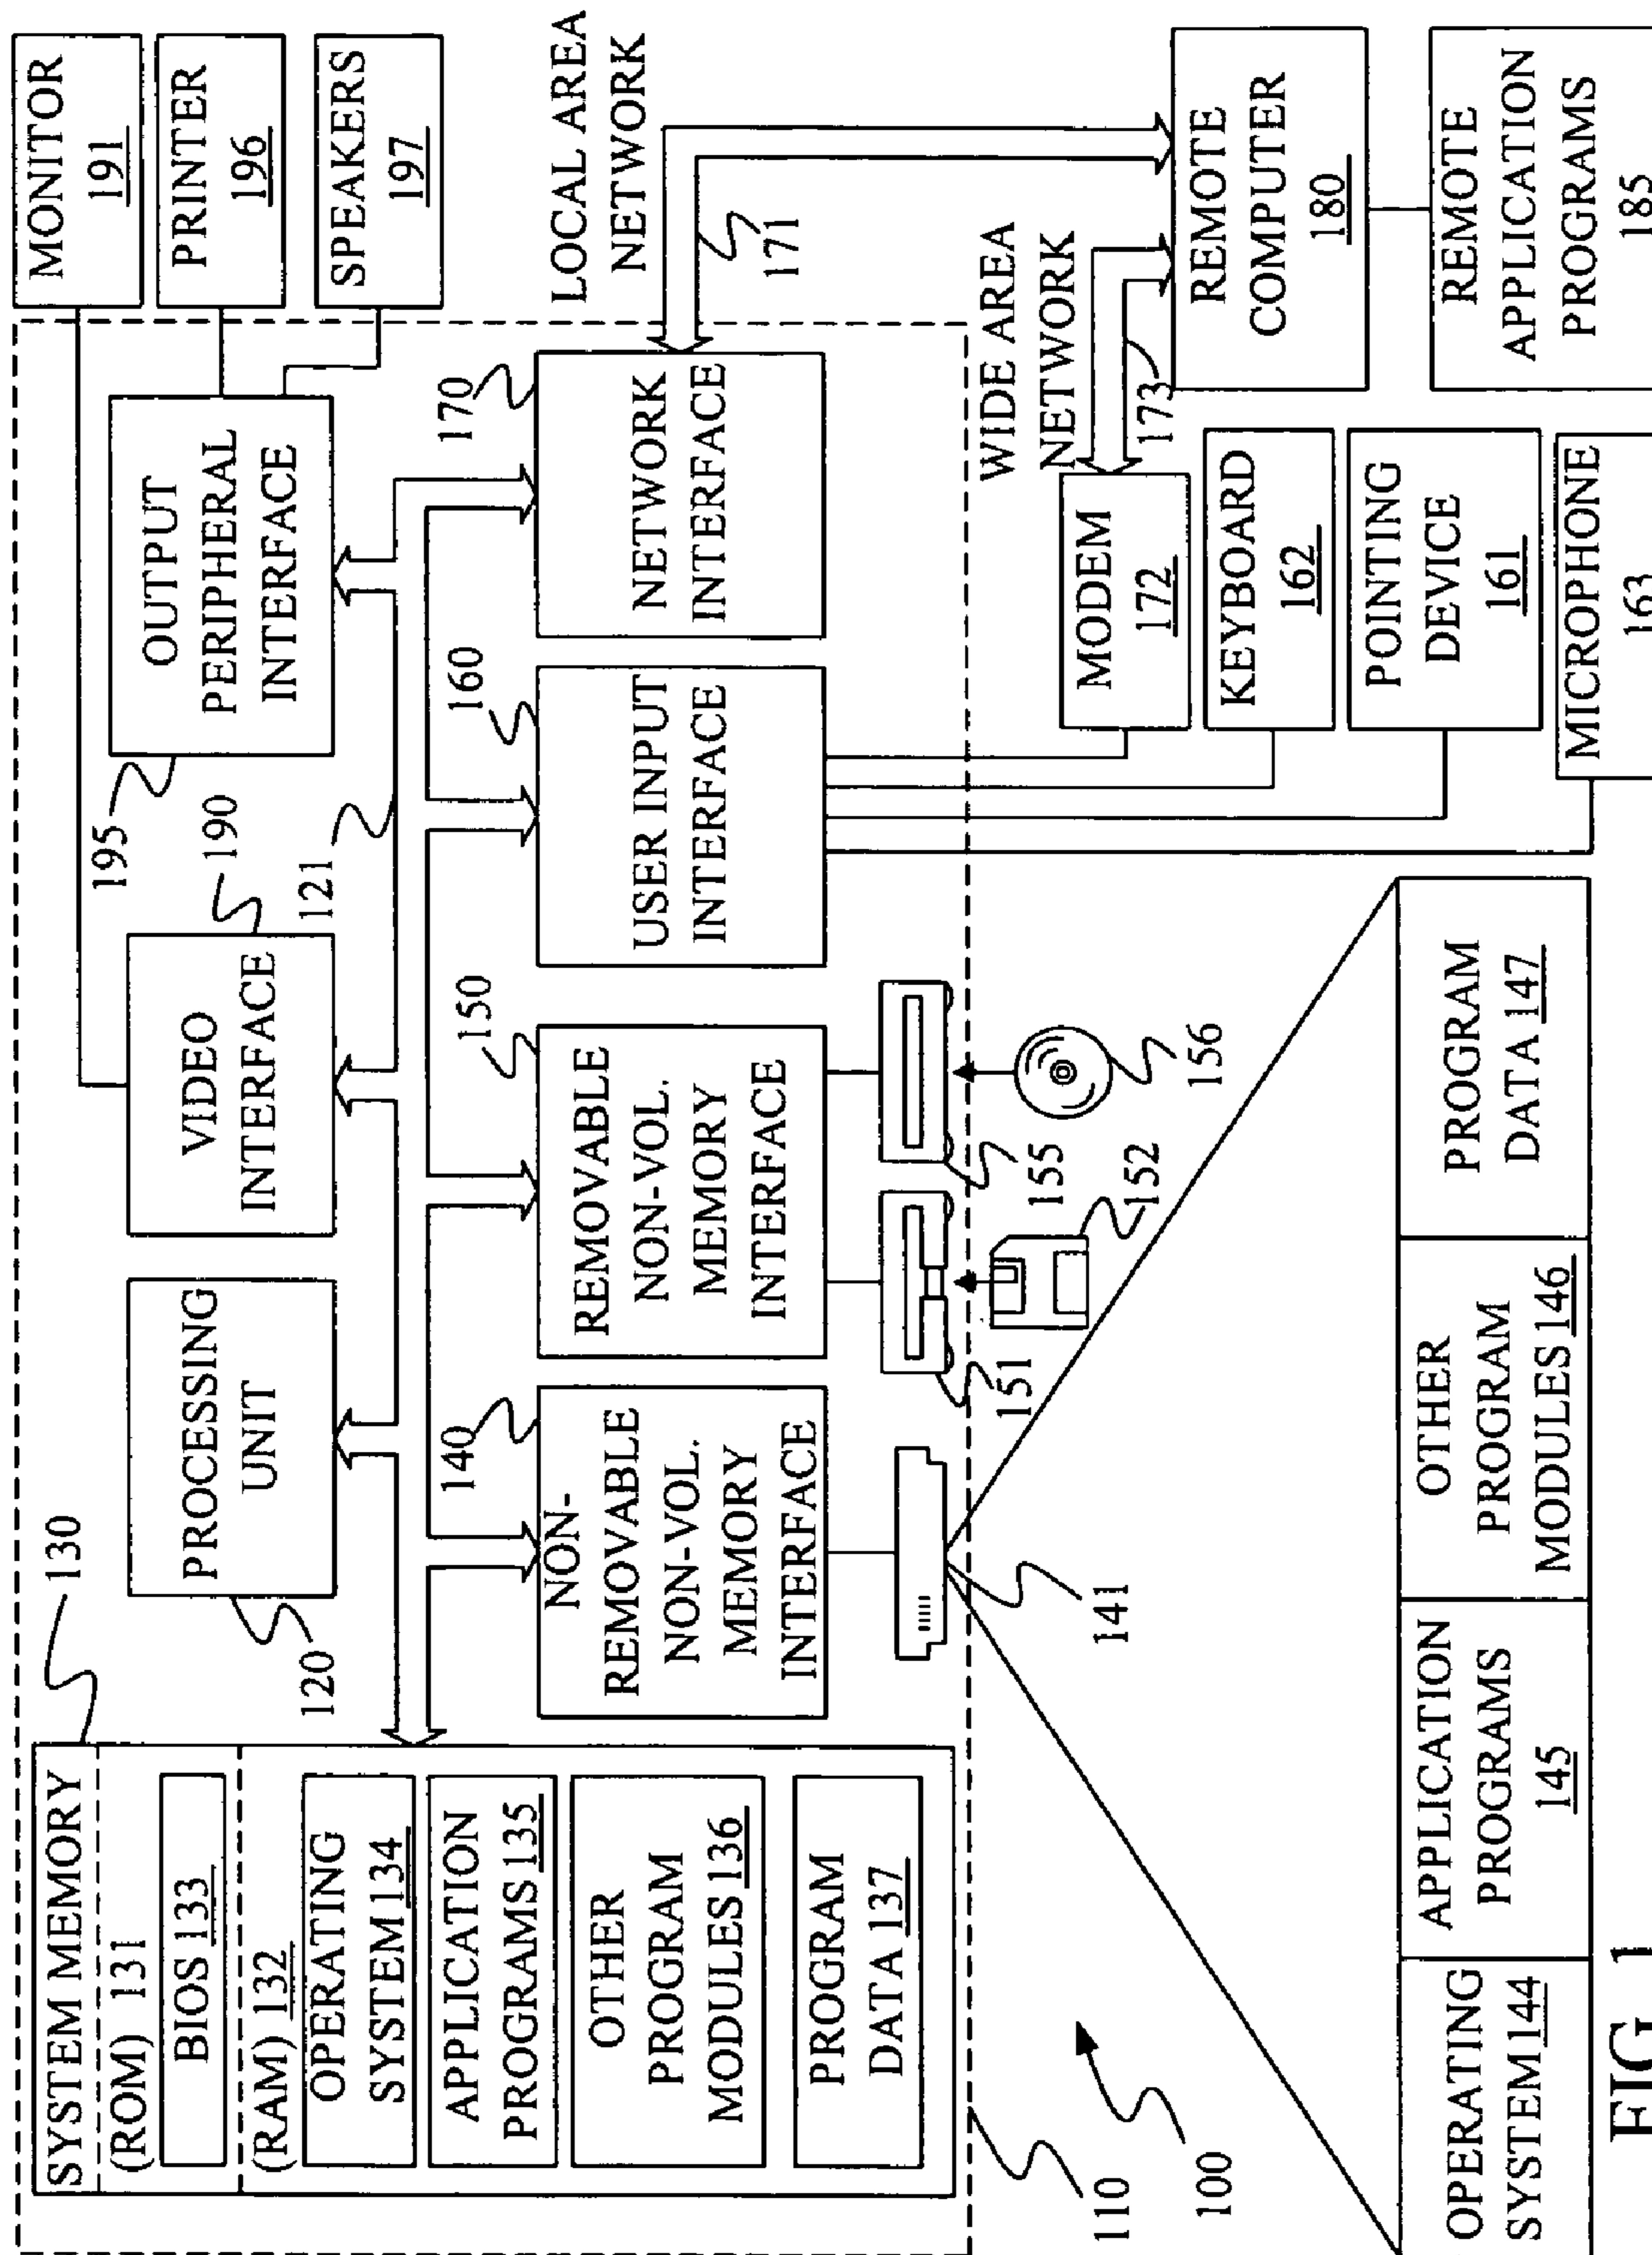 SYSTEM MEMORY
(ROM) 131
BIOS 133
(RAM) 132
OPERATING
SYSTEM 134
APPLICATION
PROGRAMS 135
OTHER
PROGRAM
MODULES 136
PROGRAM
DATA 137
130
PROCESSING
UNIT
120
VIDEO
INTERFACE
190
121
OUTPUT
PERIPHERAL
INTERFACE
195
MONITOR
191
PRINTER
196
SPEAKERS
197
140
NON-
REMOVABLE
NON-VOL.
MEMORY
INTERFACE
150
REMOVABLE
NON-VOL.
MEMORY
INTERFACE
160
USER INPUT
INTERFACE
170
NETWORK
INTERFACE
LOCAL AREA
NETWORK
171
141
151
152
155
156
WIDE AREA
NETWORK
173
MODEM
172
KEYBOARD
162
POINTING
DEVICE
161
MICROPHONE
163
REMOTE
COMPUTER
180
REMOTE
APPLICATION
PROGRAMS
185
110
100
OPERATING
SYSTEM 144
APPLICATION
PROGRAMS
145
OTHER
PROGRAM
MODULES 146
PROGRAM
DATA 147
FIG. 1